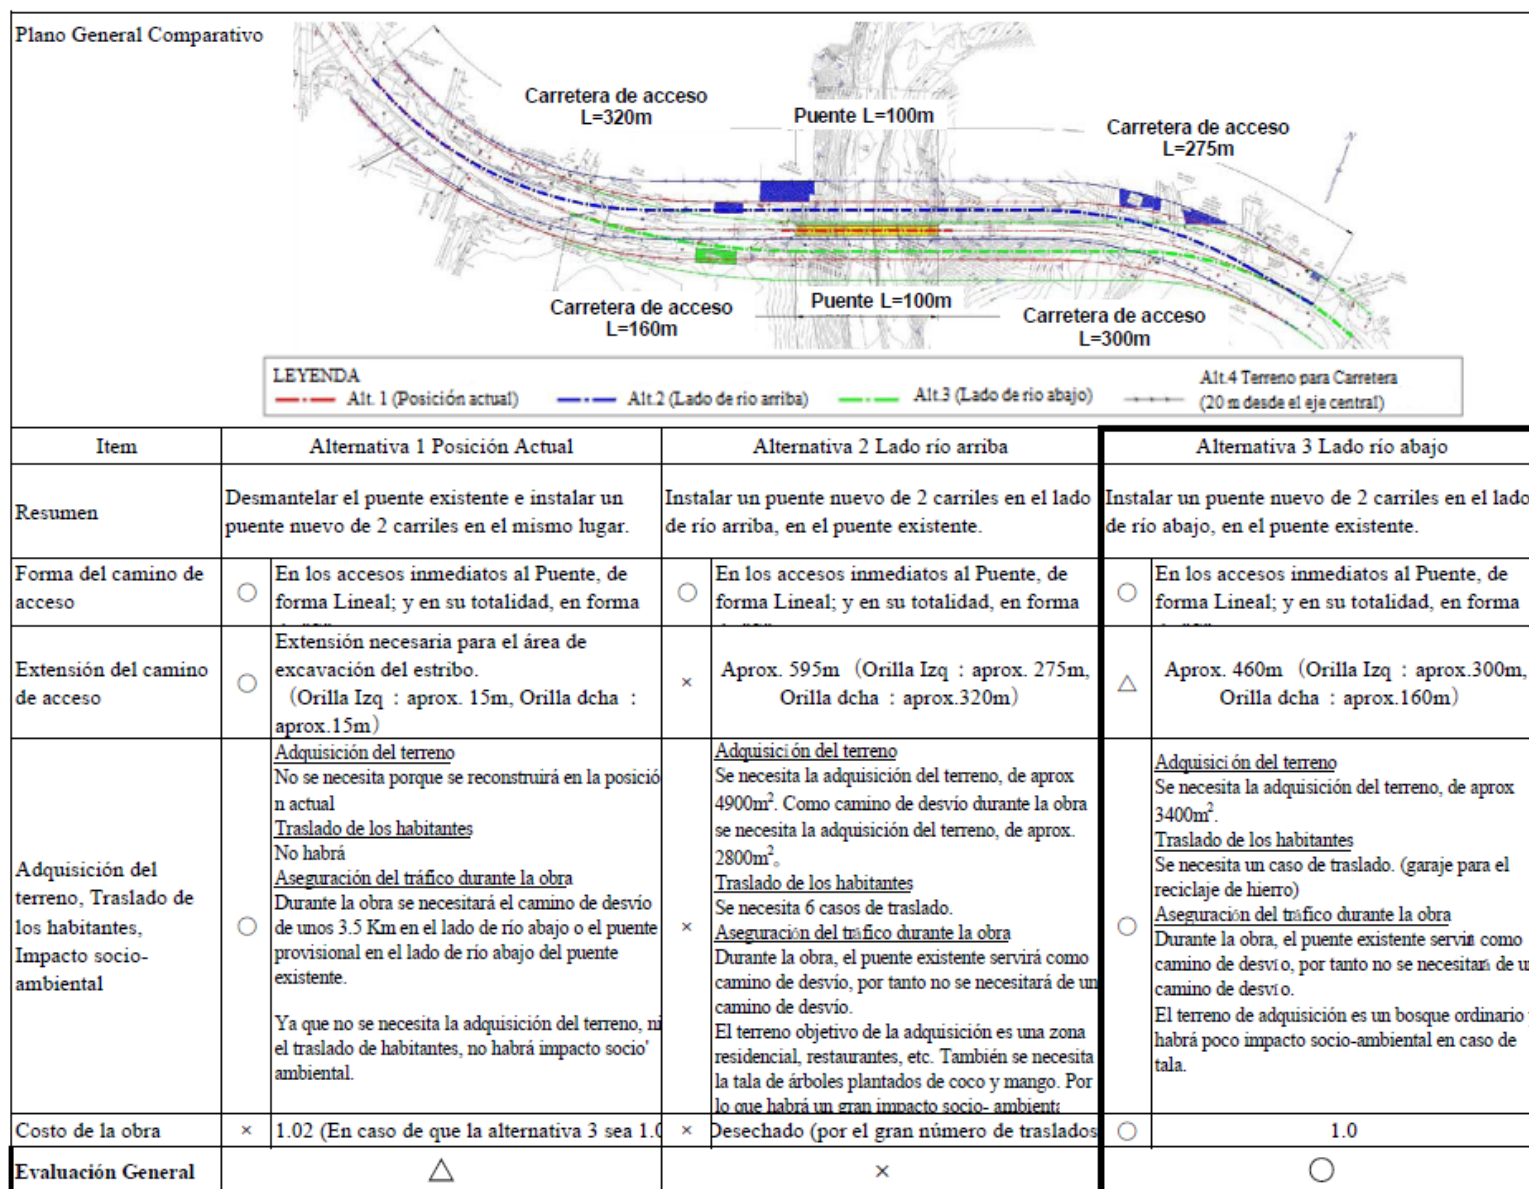 Plano General Comparativo
Carretera de acceso
L=320m
Puente L=100m
Carretera de acceso
L=275m
N
Carretera de acceso
L=160m
Puente L=100m
Carretera de acceso
L=300m
LEYENDA
Alt. 1 (Posición actual)
Alt.2 (Lado de rio arriba)
Alt.3 (Lado de rio abajo)
Alt.4 Terreno para Carretera
(20 m desde el eje central)
Item
Alternativa 1 Posición Actual
Alternativa 2 Lado río arriba
Alternativa 3 Lado río abajo
Resumen
Desmantelar el puente existente e instalar un
puente nuevo de 2 carriles en el mismo lugar.
Instalar un puente nuevo de 2 carriles en el lado
de río arriba, en el puente existente.
Instalar un puente nuevo de 2 carriles en el lado
de río abajo, en el puente existente.
Forma del camino de
acceso
○
En los accesos inmediatos al Puente, de
forma Lineal; y en su totalidad, en forma
○
En los accesos inmediatos al Puente, de
forma Lineal; y en su totalidad, en forma
○
En los accesos inmediatos al Puente, de
forma Lineal; y en su totalidad, en forma
Extensión del camino
de acceso
○
Extensión necesaria para el área de
excavación del estribo.
（Orilla Izq : aprox. 15m, Orilla dcha :
aprox.15m）
×
Aprox. 595m （Orilla Izq : aprox. 275m,
Orilla dcha : aprox.320m）
△
Aprox. 460m （Orilla Izq : aprox.300m,
Orilla dcha : aprox.160m）
Adquisición del
terreno, Traslado de
los habitantes,
Impacto socio-
ambiental
○
Adquisición del terreno
No se necesita porque se reconstruirá en la posició
n actual
Traslado de los habitantes
No habrá
Aseguración del tráfico durante la obra
Durante la obra se necesitará el camino de desvío
de unos 3.5 Km en el lado de río abajo o el puente
provisional en el lado de río abajo del puente
existente.
Ya que no se necesita la adquisición del terreno, ni
el traslado de habitantes, no habrá impacto socio'
ambiental.
×
Adquisición del terreno
Se necesita la adquisición del terreno, de aprox
4900m². Como camino de desvío durante la obra
se necesita la adquisición del terreno, de aprox.
2800m²。
Traslado de los habitantes
Se necesita 6 casos de traslado.
Aseguración del tráfico durante la obra
Durante la obra, el puente existente servirá como
camino de desvío, por tanto no se necesitará de un
camino de desvío.
El terreno objetivo de la adquisición es una zona
residencial, restaurantes, etc. También se necesita
la tala de árboles plantados de coco y mango. Por
lo que habrá un gran impacto socio- ambienta
○
Adquisición del terreno
Se necesita la adquisición del terreno, de aprox
3400m².
Traslado de los habitantes
Se necesita un caso de traslado. (garaje para el
reciclaje de hierro)
Aseguración del tráfico durante la obra
Durante la obra, el puente existente servirá como
camino de desvío, por tanto no se necesitará de un
camino de desvío.
El terreno de adquisición es un bosque ordinario
habrá poco impacto socio-ambiental en caso de
tala.
Costo de la obra
×
1.02 (En caso de que la alternativa 3 sea 1.0
×
Desechado (por el gran número de traslados
○
1.0
Evaluación General
△
×
○